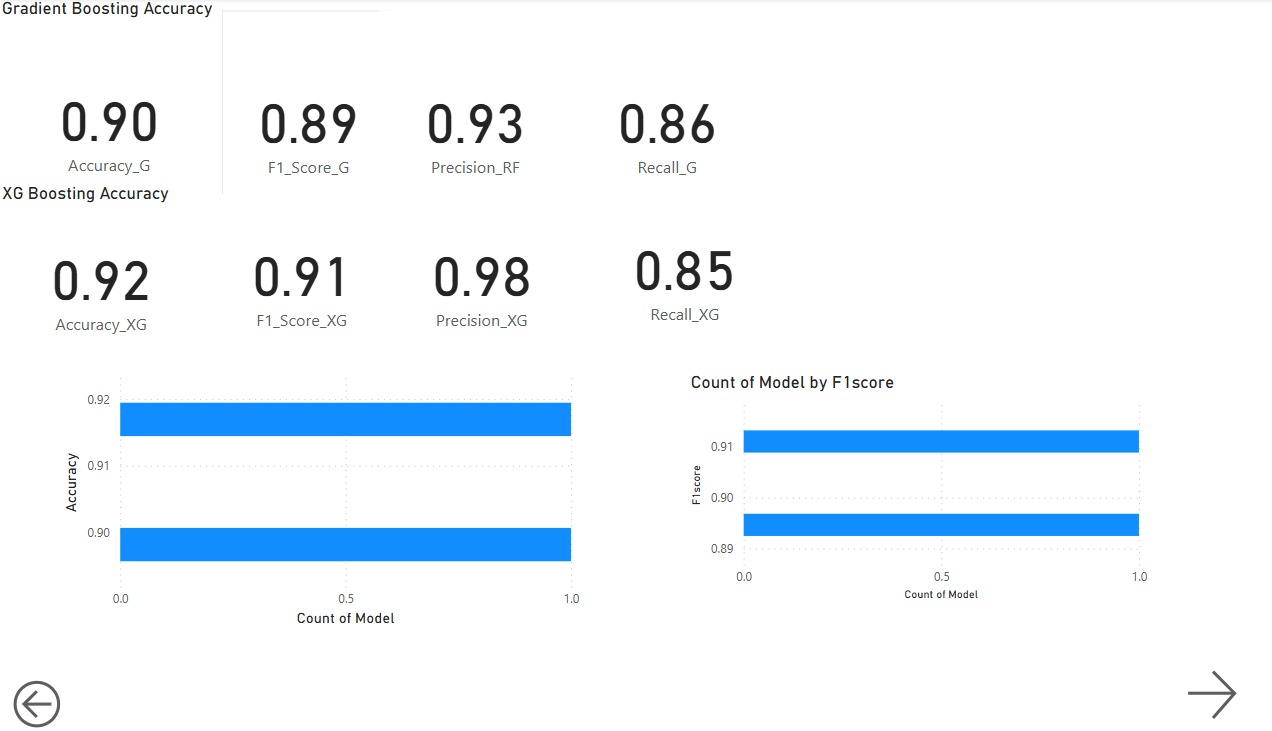 Gradient Boosting Accuracy
0.90 0.89 0.93 0.86
Accuracy_G F1_Score_G Precision_RF Recall_G
XG Boosting Accuracy
0.92 0.91 0.98 0.85
Accuracy_XG F1_Score_XG Precision_XG Recall_XG
Accuracy
0.92
0.91
0.90
0.0 0.5 1.0
Count of Model
Count of Model by F1score
F1score
0.91
0.90
0.89
0.0 0.5 1.0
Count of Model